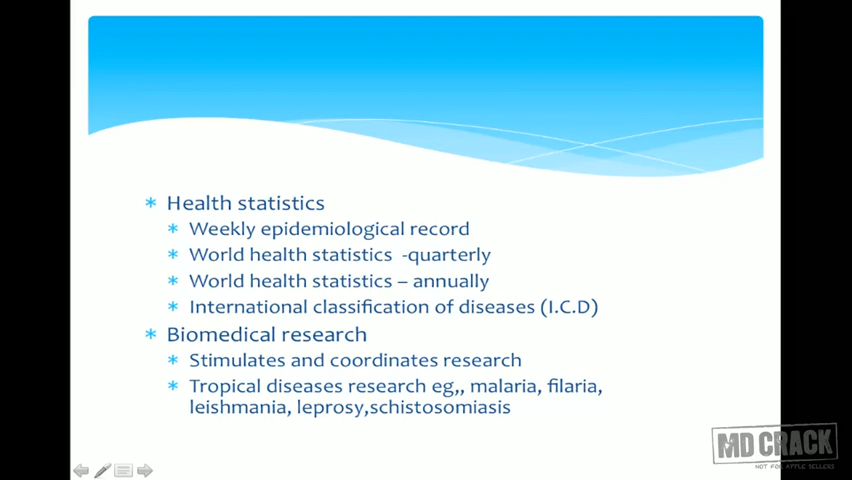 Health statistics
Weekly epidemiological record
World health statistics -quarterly
World health statistics – annually
International classification of diseases (I.C.D)
Biomedical research
Stimulates and coordinates research
Tropical diseases research eg,, malaria, filaria,
leishmania, leprosy,schistosomiasis
MD CRACK
NOT FOR APPLE SELLERS